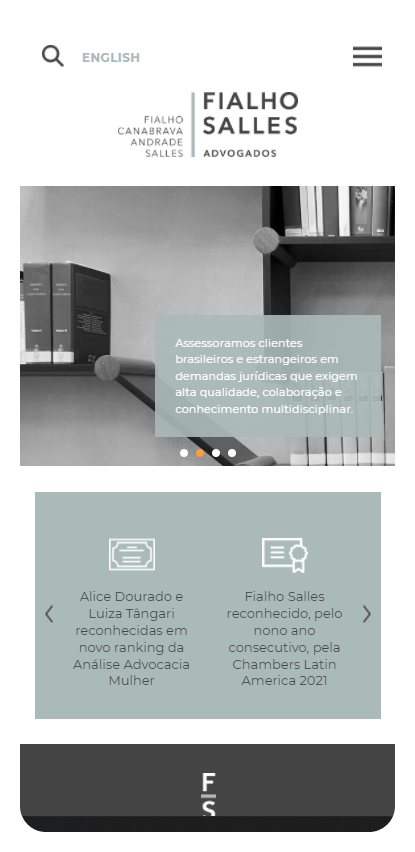 ENGLISH
FIALHO
CANABRAVA
ANDRADE
SALLES
FIALHO
SALLES
ADVOGADOS
Assessoramos clientes
brasileiros e estrangeiros em
demandas jurídicas que exigem
alta qualidade, colaboração e
conhecimento multidisciplinar.
Alice Dourado e
Luiza Tângari
reconhecidas em
novo ranking da
Análise Advocacia
Mulher
Fialho Salles
reconhecido, pelo
nono ano
consecutivo, pela
Chambers Latin
America 2021
F
S